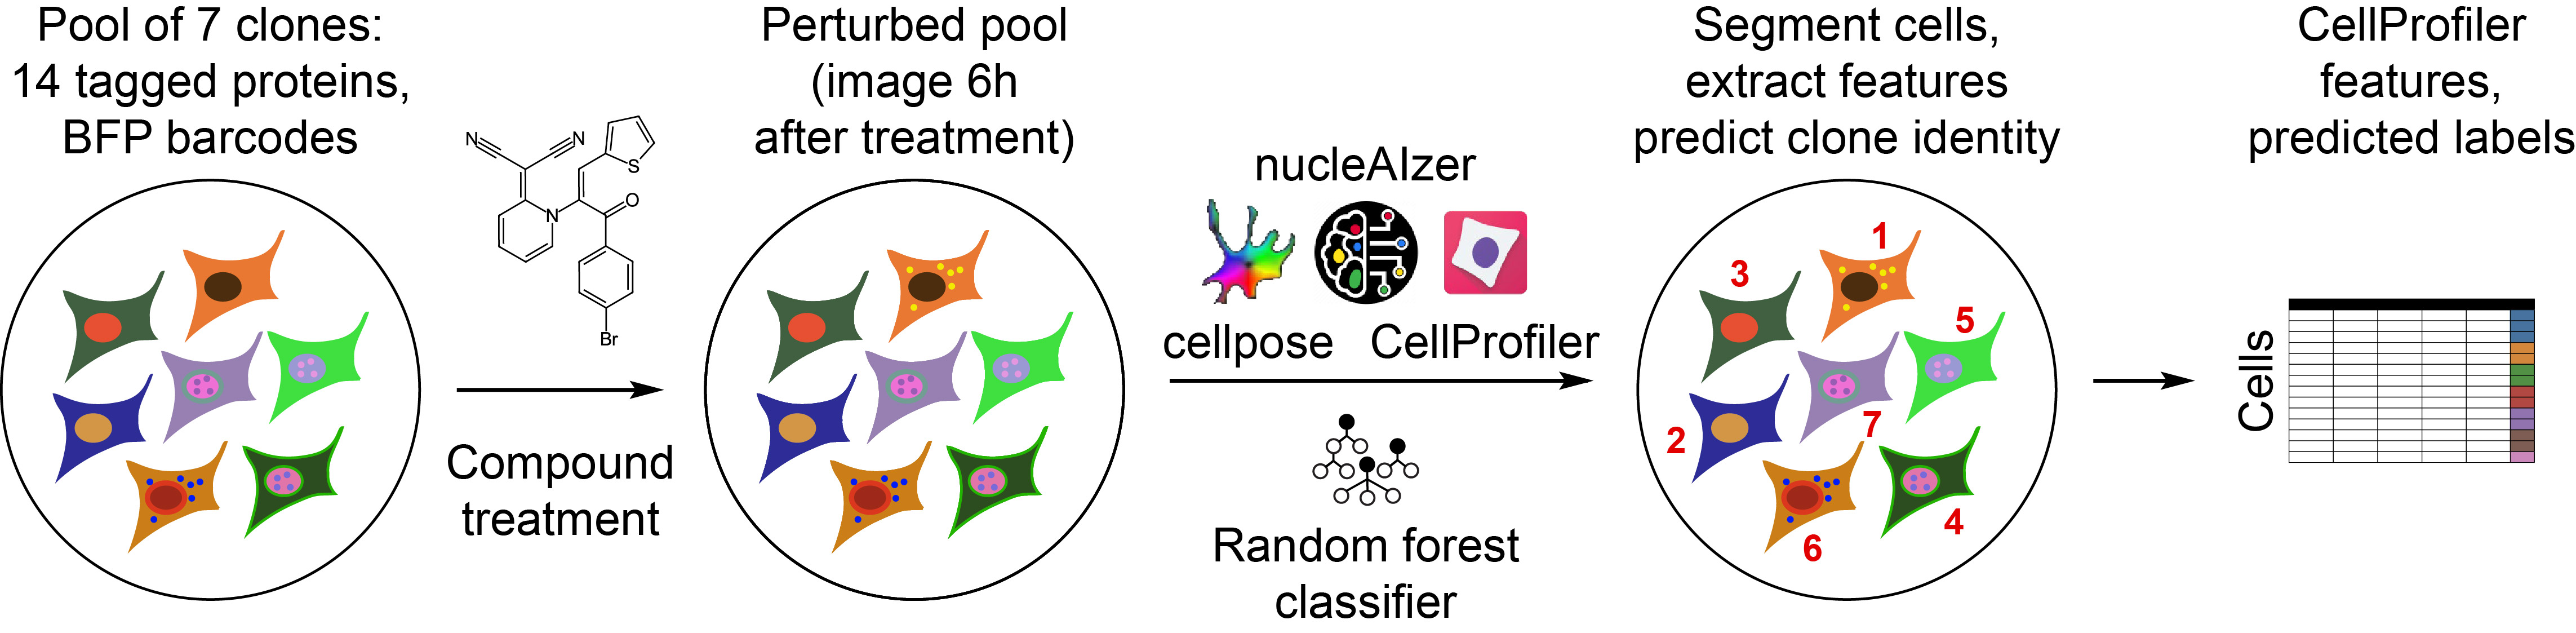 Pool of 7 clones:
14 tagged proteins,
BFP barcodes
N
N
S
N
O
Br
Compound
treatment
Perturbed pool
(image 6h
after treatment)
nucleAIzer
cellpose
CellProfiler
Random forest
classifier
Segment cells,
extract features
predict clone identity
1
3
5
2
7
4
6
CellProfiler
features,
predicted labels
Cells